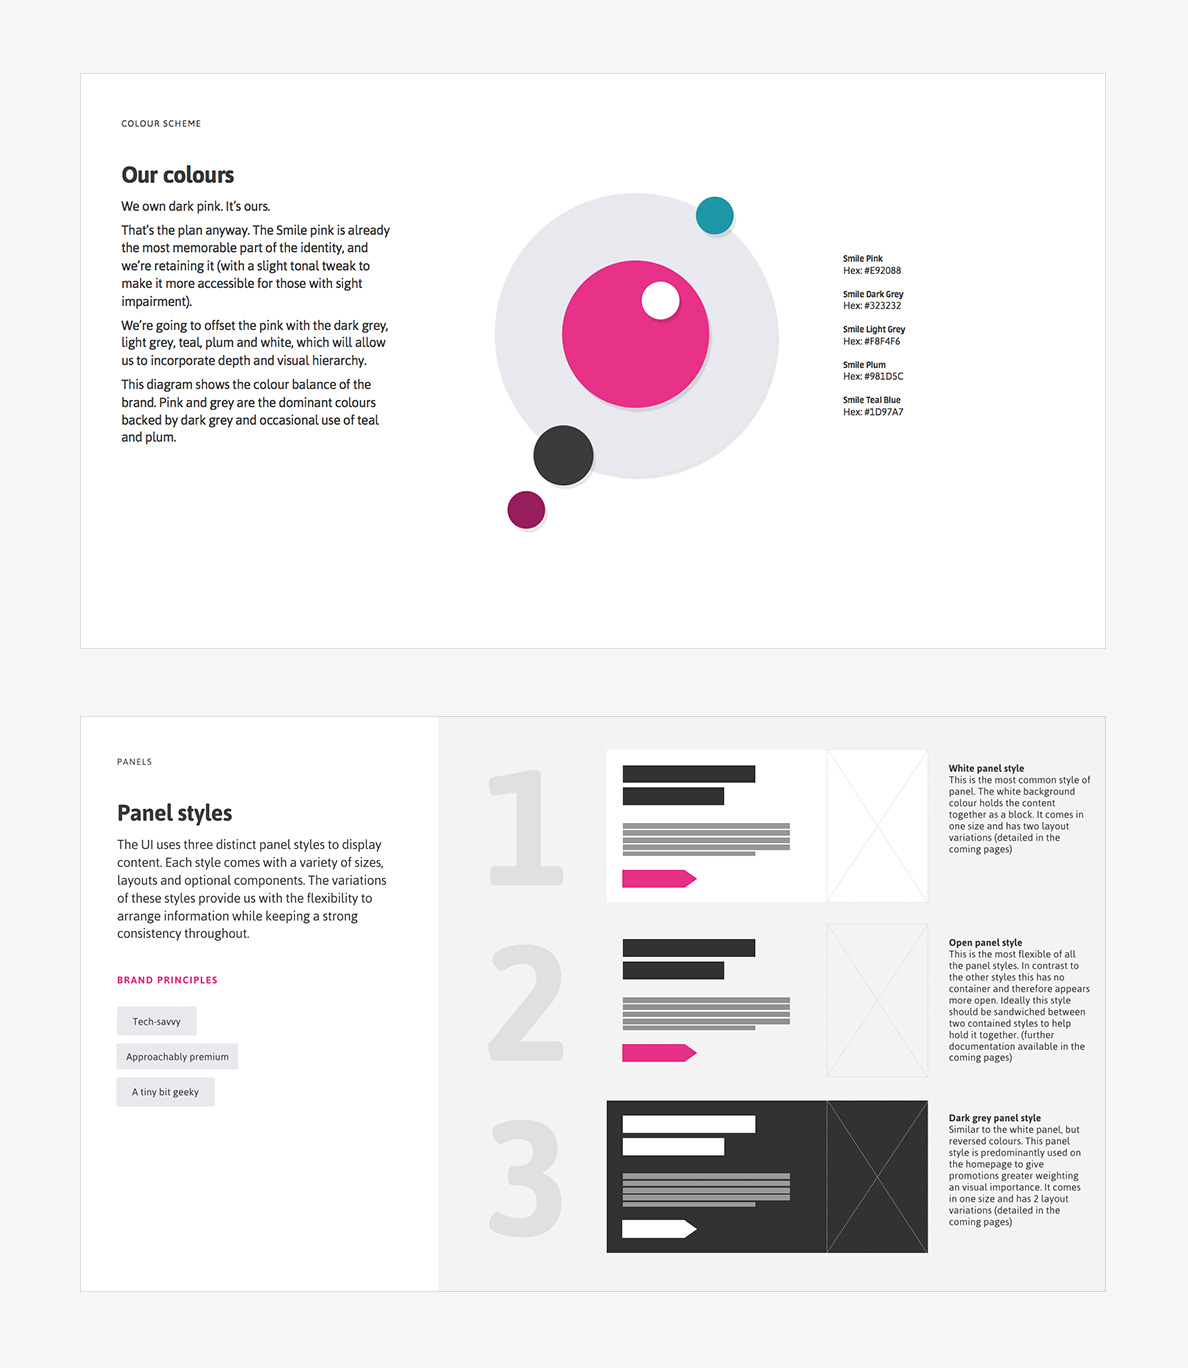 COLOUR SCHEME
Our colours
We own dark pink. It's ours.
That's the plan anyway. The Smile pink is already
the most memorable part of the identity, and
we're retaining it (with a slight tonal tweak to
make it more accessible for those with sight
impairment).
We're going to offset the pink with the dark grey,
light grey, teal, plum and white, which will allow
us to incorporate depth and visual hierarchy.
This diagram shows the colour balance of the
brand. Pink and grey are the dominant colours
backed by dark grey and occasional use of teal
and plum.
Smile Pink
Hex: #E92088
Smile Dark Grey
Hex: #323232
Smile Light Grey
Hex: #F8F4F6
Smile Plum
Hex: #981D5C
Smile Teal Blue
Hex: #1D97A7
PANELS
Panel styles
The UI uses three distinct panel styles to display
content. Each style comes with a variety of sizes,
layouts and optional components. The variations
of these styles provide us with the flexibility to
arrange information while keeping a strong
consistency throughout.
BRAND PRINCIPLES
Tech-savvy
Approachably premium
A tiny bit geeky
1
White panel style
This is the most common style of
panel. The white background
colour holds the content
together as a block. It comes in
one size and has two layout
variations (detailed in the
coming pages)
2
Open panel style
This is the most flexible of all
the panel styles. In contrast to
the other styles this has no
container and therefore appears
more open. Ideally this style
should be sandwiched between
two contained styles to help
hold it together. (further
documentation available in the
coming pages)
3
Dark grey panel style
Similar to the white panel, but
reversed colours. This panel
style is predominantly used on
the homepage to give
promotions greater weighting
an visual importance. It comes
in one size and has 2 layout
variations (detailed in the
coming pages)